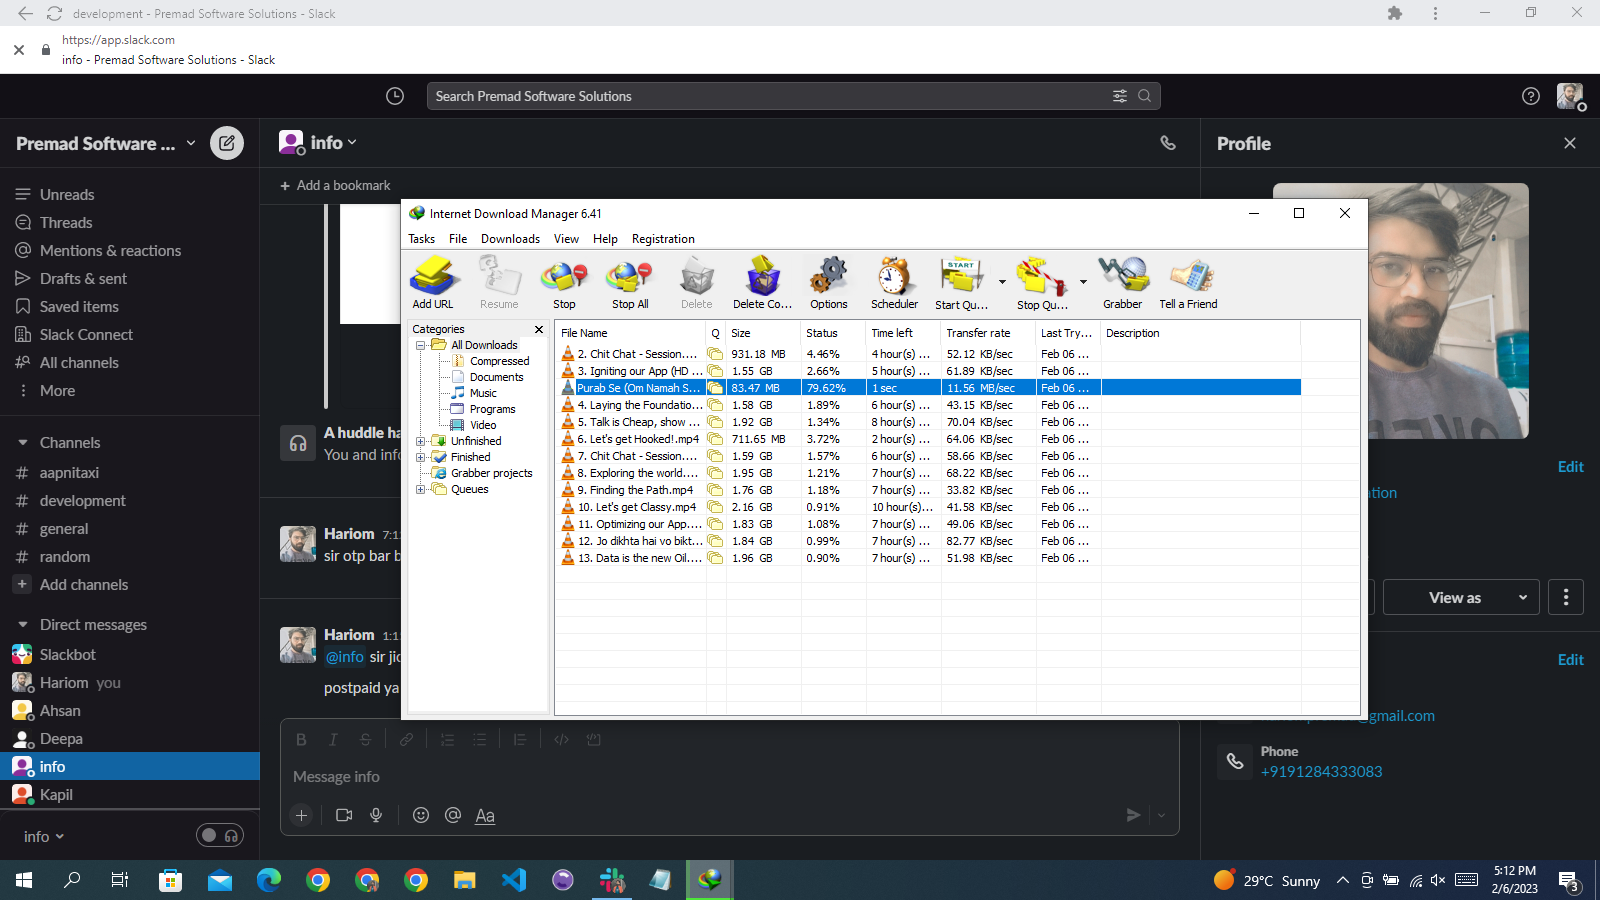 development - Premad Software Solutions - Slack
https://app.slack.com
info - Premad Software Solutions - Slack
Search Premad Software Solutions
Premad Software ...
Unreads
Threads
Mentions & reactions
Drafts & sent
Saved items
Slack Connect
All channels
More
Channels
# aapnitaxi
# development
# general
# random
+ Add channels
Direct messages
Slackbot
Hariom you
Ahsan
Deepa
info
Kapil
info
info
+ Add a bookmark
A huddle ha
You and info
Hariom 7:1
sir otp bar b
Hariom 1:1
@info sir jio
postpaid ya
Message info
Aa
Internet Download Manager 6.41
Tasks File Downloads View Help Registration
Add URL Resume Stop Stop All Delete Delete Co... Options Scheduler START Start Qu... Stop Qu... Grabber Tell a Friend
Categories
All Downloads
Compressed
Documents
Music
Programs
Video
Unfinished
Finished
Grabber projects
Queues
File Name Q Size Status Time left Transfer rate Last Try... Description
2. Chit Chat - Session.... 931.18 MB 4.46% 4 hour(s) ... 52.12 KB/sec Feb 06 ...
3. Igniting our App (HD ... 1.55 GB 2.66% 5 hour(s) ... 61.89 KB/sec Feb 06 ...
Purab Se (Om Namah S... 83.47 MB 79.62% 1 sec 11.56 MB/sec Feb 06 ...
4. Laying the Foundatio... 1.58 GB 1.89% 6 hour(s) ... 43.15 KB/sec Feb 06 ...
5. Talk is Cheap, show ... 1.92 GB 1.34% 8 hour(s) ... 70.04 KB/sec Feb 06 ...
6. Let's get Hooked!.mp4 711.65 MB 3.72% 2 hour(s) ... 64.06 KB/sec Feb 06 ...
7. Chit Chat - Session.... 1.59 GB 1.57% 6 hour(s) ... 58.66 KB/sec Feb 06 ...
8. Exploring the world.... 1.95 GB 1.21% 7 hour(s) ... 68.22 KB/sec Feb 06 ...
9. Finding the Path.mp4 1.76 GB 1.18% 7 hour(s) ... 33.82 KB/sec Feb 06 ...
10. Let's get Classy.mp4 2.16 GB 0.91% 10 hour(s)... 41.58 KB/sec Feb 06 ...
11. Optimizing our App.... 1.83 GB 1.08% 7 hour(s) ... 49.06 KB/sec Feb 06 ...
12. Jo dikhta hai vo bikt... 1.84 GB 0.99% 7 hour(s) ... 82.77 KB/sec Feb 06 ...
13. Data is the new Oil.... 1.96 GB 0.90% 7 hour(s) ... 51.98 KB/sec Feb 06 ...
Profile
Edit
ation
View as
Edit
@gmail.com
Phone
+9191284333083
29°C Sunny
5:12 PM
2/6/2023
3